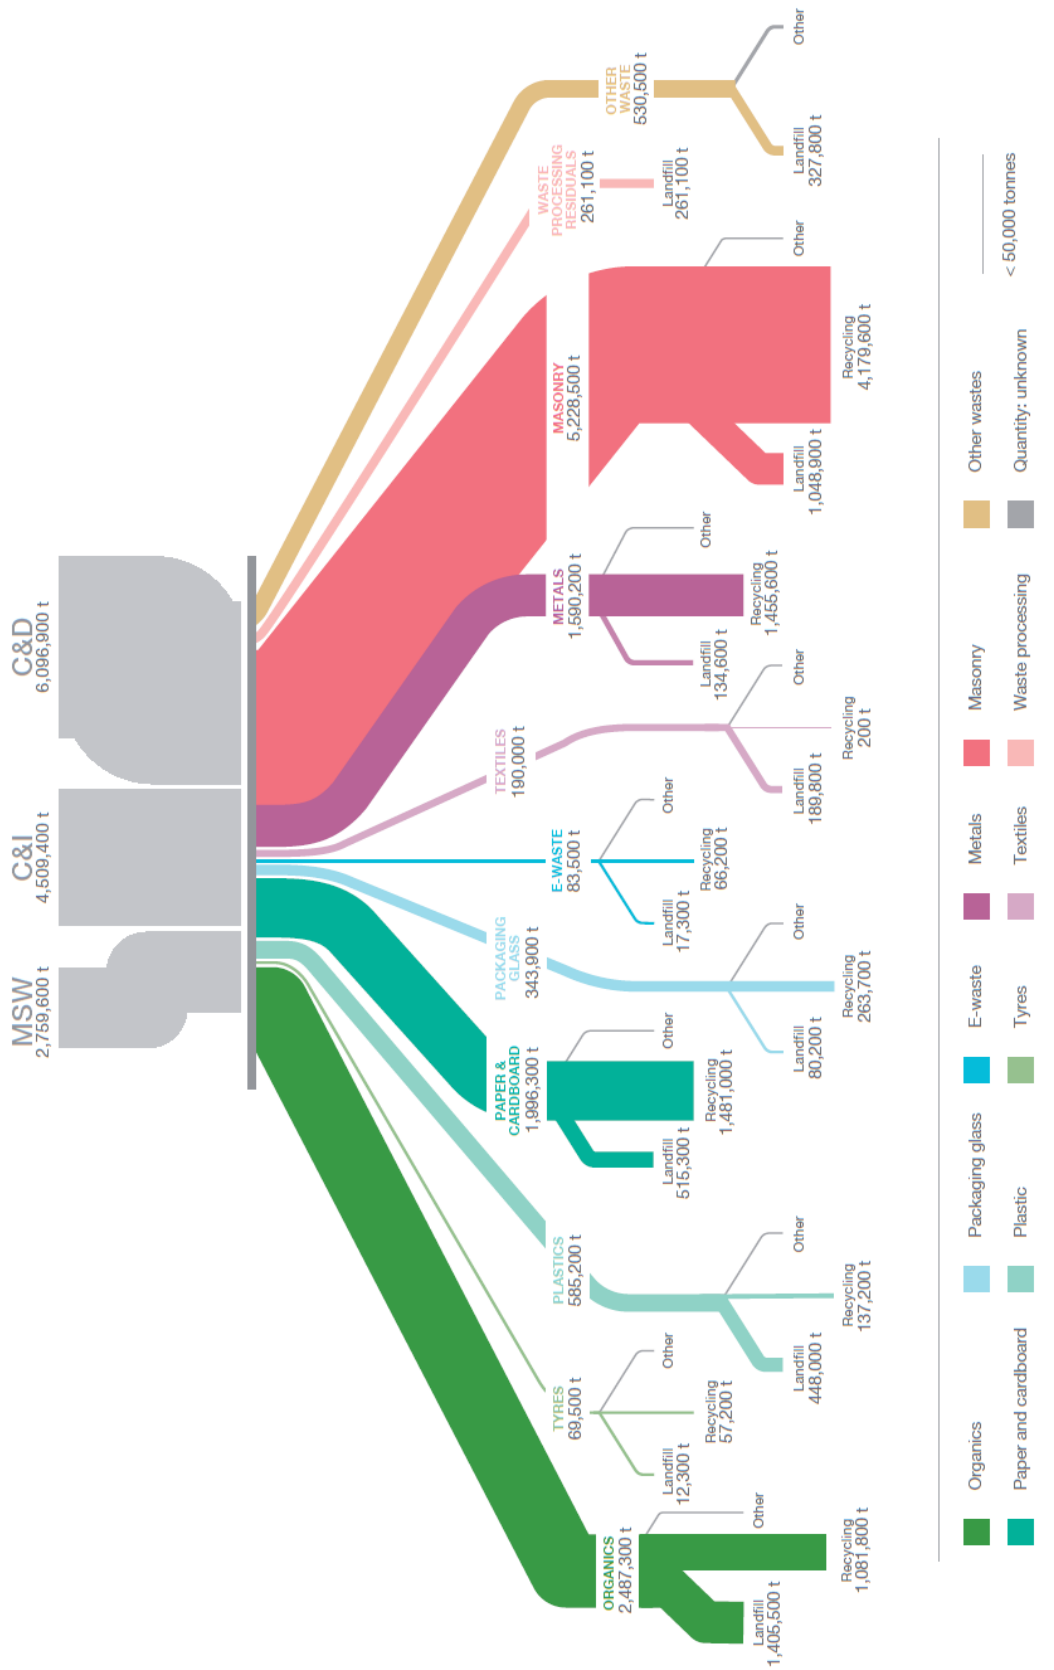 MSW
2,759,600 t
C&I
4,509,400 t
C&D
6,096,900 t
ORGANICS
2,487,300 t
Landfill
1,405,500 t
Recycling
1,081,800 t
Other
TYRES
69,500 t
Landfill
12,300 t
Recycling
57,200 t
Other
PLASTICS
585,200 t
Landfill
448,000 t
Recycling
137,200 t
Other
PAPER &
CARDBOARD
1,996,300 t
Landfill
515,300 t
Recycling
1,481,000 t
Other
PACKAGING
GLASS
343,900 t
Landfill
80,200 t
Recycling
263,700 t
Other
E-WASTE
83,500 t
Landfill
17,300 t
Recycling
66,200 t
Other
TEXTILES
190,000 t
Landfill
189,800 t
Recycling
200 t
Other
METALS
1,590,200 t
Landfill
134,600 t
Recycling
1,455,600 t
Other
MASONRY
5,228,500 t
Landfill
1,048,900 t
Recycling
4,179,600 t
Other
WASTE
PROCESSING
RESIDUALS
261,100 t
Landfill
261,100 t
OTHER
WASTE
530,500 t
Landfill
327,800 t
Other
Organics
Packaging glass
E-waste
Metals
Masonry
Other wastes
Paper and cardboard
Plastic
Tyres
Textiles
Waste processing
Quantity: unknown
< 50,000 tonnes